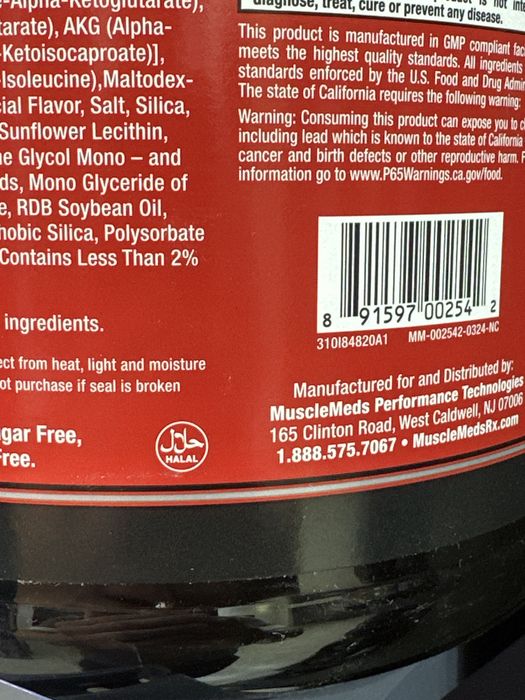 -Alpha-Ketoglutarate),
tarate), AKG (Alpha-
-Ketoisocaproate)],
-Isoleucine),Maltodex-
cial Flavor, Salt, Silica,
Sunflower Lecithin,
ne Glycol Mono – and
ds, Mono Glyceride of
e, RDB Soybean Oil,
hobic Silica, Polysorbate
Contains Less Than 2%
ingredients.
ect from heat, light and moisture
ot purchase if seal is broken
gar Free,
Free.
حلال
HALAL
diagnose, treat, cure or prevent any disease.
This product is manufactured in GMP compliant fac
meets the highest quality standards. All ingredients
standards enforced by the U.S. Food and Drug Admin
The state of California requires the following warning:
Warning: Consuming this product can expose you to c
including lead which is known to the state of California
cancer and birth defects or other reproductive harm. F
information go to www.P65Warnings.ca.gov/food.
8 91597 00254 2
310I84820A1 MM-002542-0324-NC
Manufactured for and Distributed by:
MuscleMeds Performance Technologies
165 Clinton Road, West Caldwell, NJ 07006
1.888.575.7067 • MuscleMedsRx.com